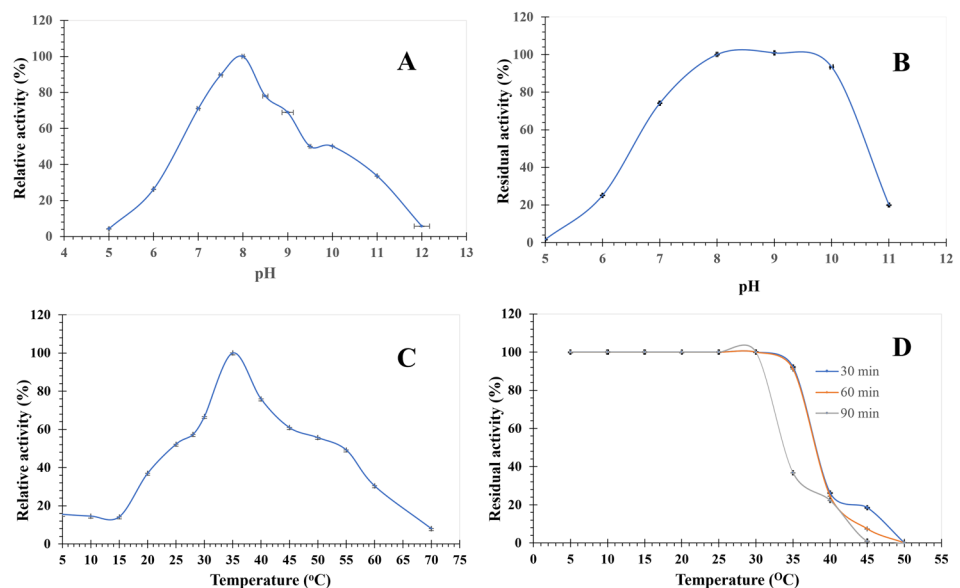 A
Relative activity (%)
120
100
80
60
40
20
0
4 5 6 7 8 9 10 11 12 13
pH
B
Residual activity (%)
120
100
80
60
40
20
0
5 6 7 8 9 10 11 12
pH
C
Relative activity (%)
120
100
80
60
40
20
0
5 10 15 20 25 30 35 40 45 50 55 60 65 70 75
Temperature (°C)
D
Residual activity (%)
120
100
80
60
40
20
0
30 min
60 min
90 min
0 5 10 15 20 25 30 35 40 45 50 55
Temperature (ᴼC)